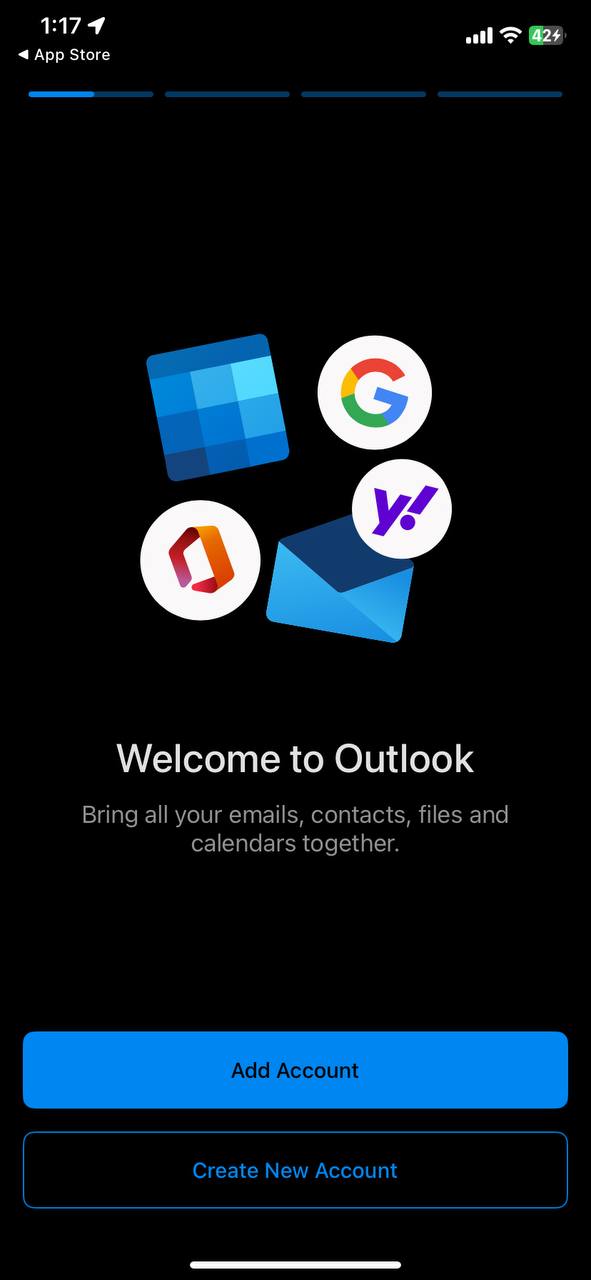 1:17
42
◀ App Store
G
y!
Welcome to Outlook
Bring all your emails, contacts, files and
calendars together.
Add Account
Create New Account